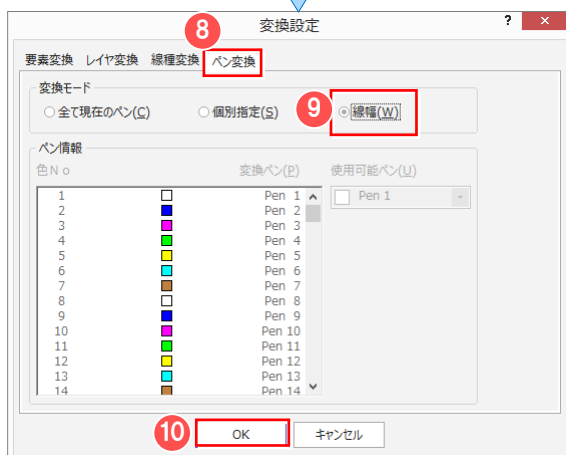 8
変換設定
? ×
要素変換 レイヤ変換 線種変換 ペン変換
変換モード
全て現在のペン(C) 個別指定(S) 9 線幅(W)
ペン情報
色No 変換ペン(P) 使用可能ペン(U)
1 Pen 1 Pen 1
2 Pen 2
3 Pen 3
4 Pen 4
5 Pen 5
6 Pen 6
7 Pen 7
8 Pen 8
9 Pen 9
10 Pen 10
11 Pen 11
12 Pen 12
13 Pen 13
14 Pen 14
10 OK キャンセル